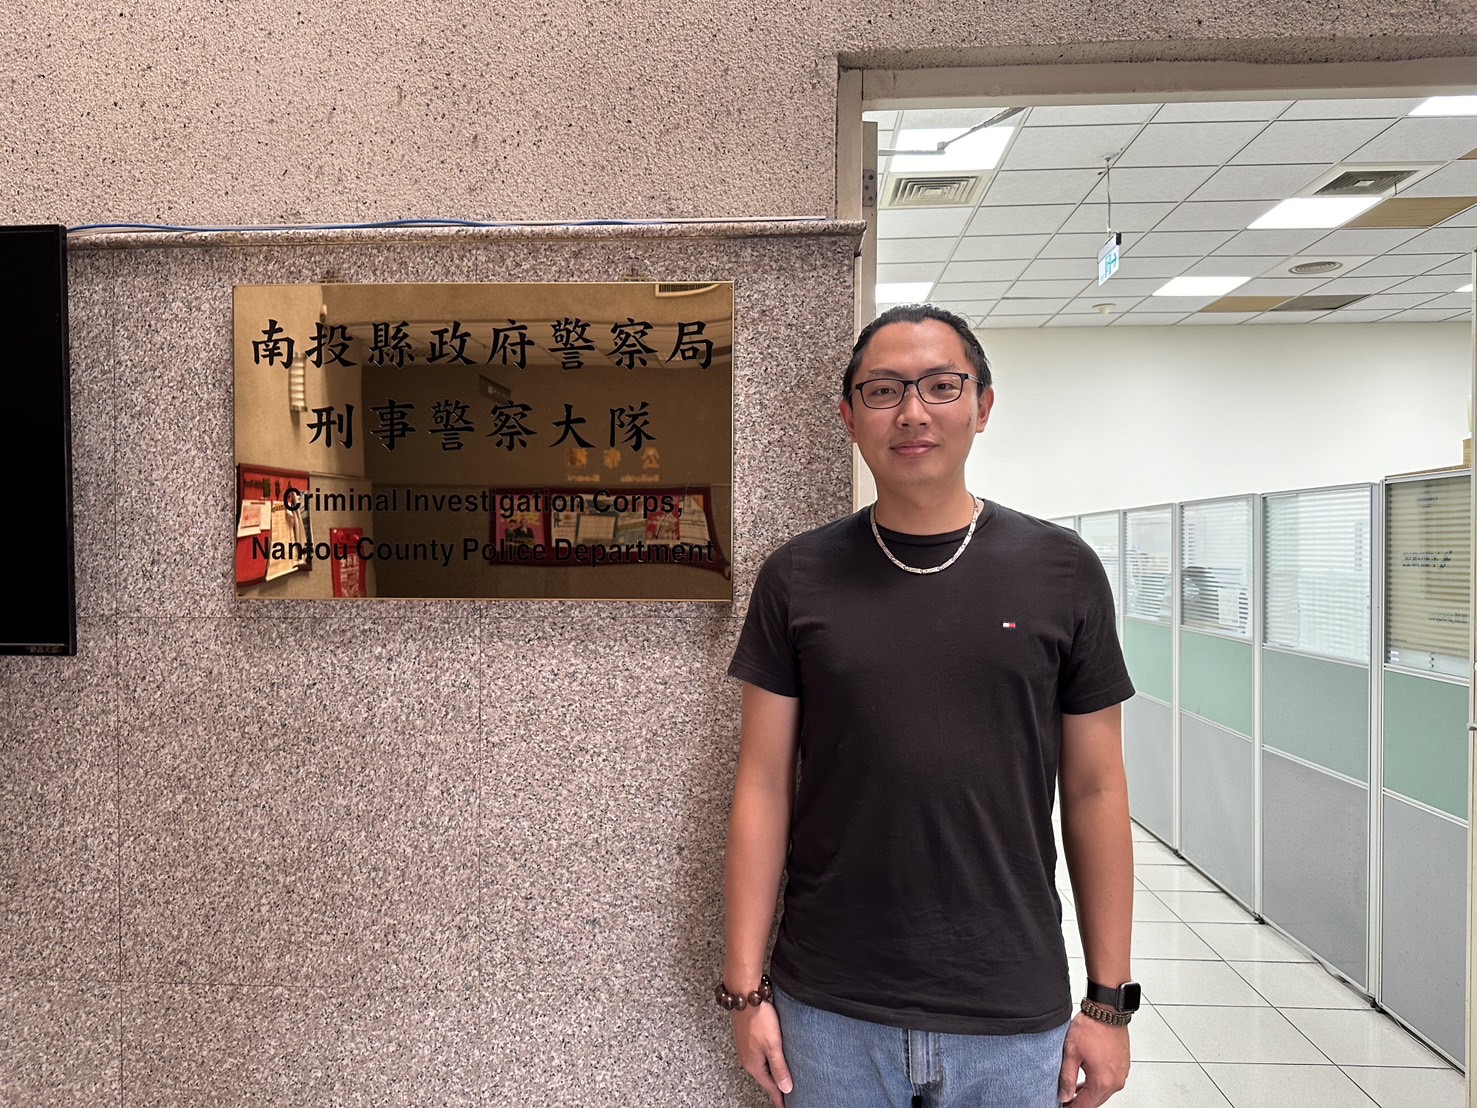 南投縣政府警察局
刑事警察大隊
Criminal Investigation Corps,
Nantou County Police Department